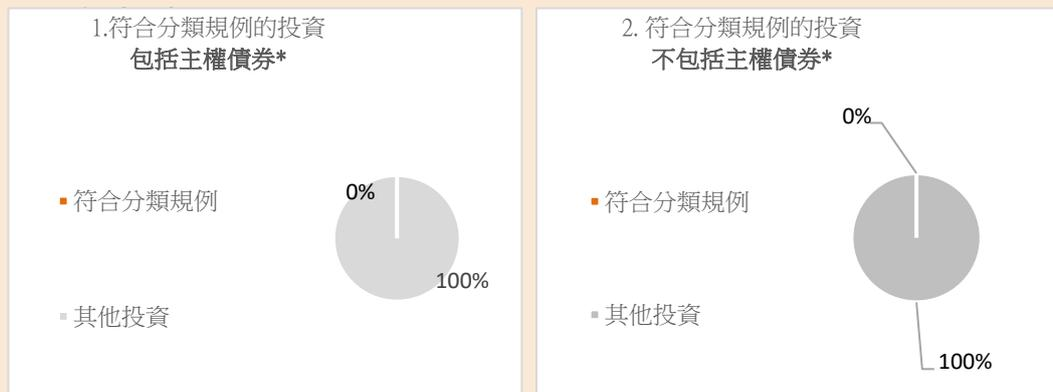 1.符合分類規例的投資
包括主權債券*
0%
符合分類規例
100%
其他投資
2. 符合分類規例的投資
不包括主權債券*
0%
符合分類規例
其他投資
100%